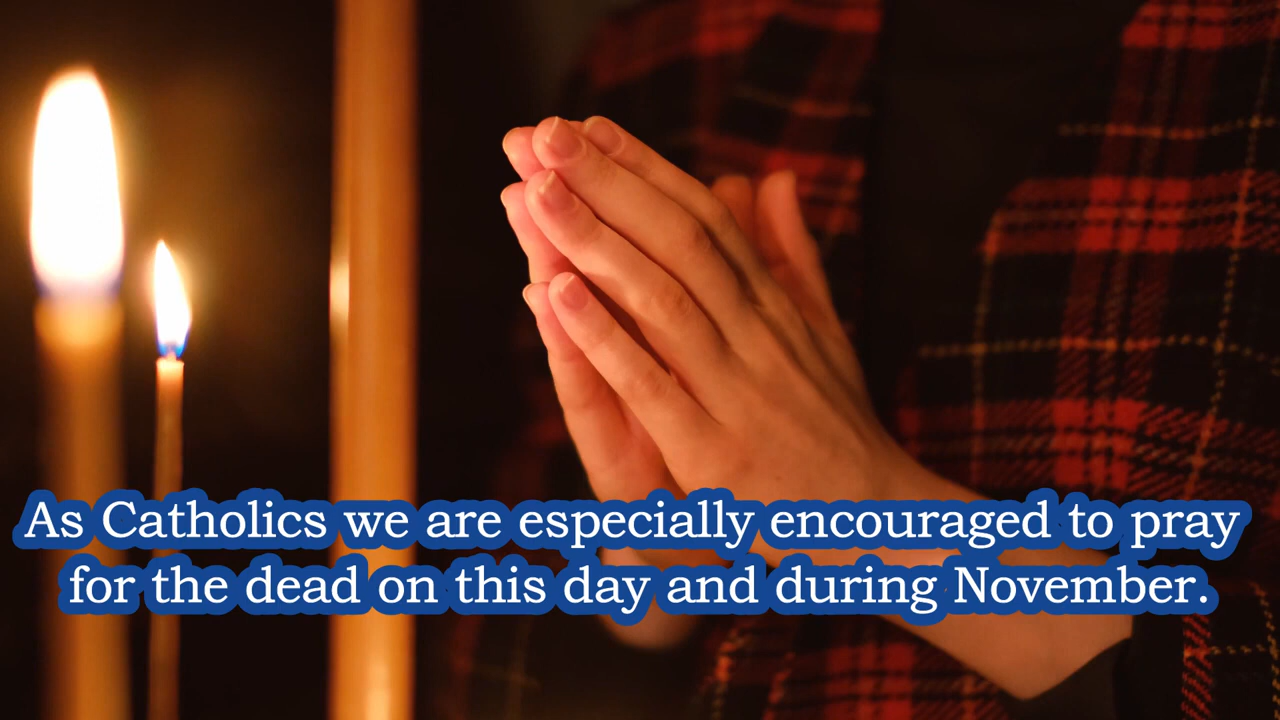 As Catholics we are especially encouraged to pray
for the dead on this day and during November.